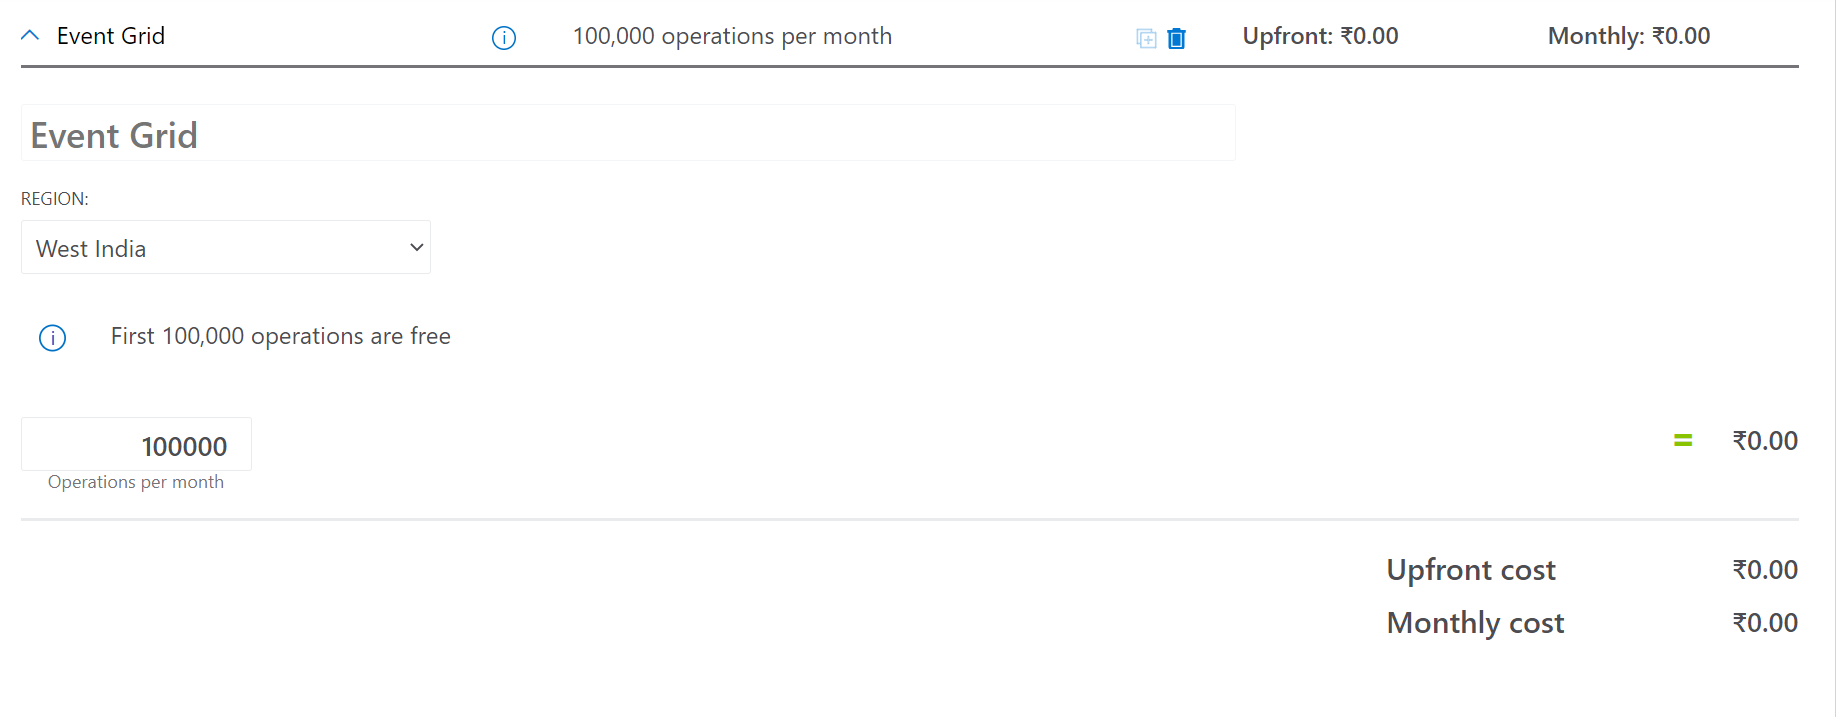 Event Grid 100,000 operations per month Upfront: ₹0.00 Monthly: ₹0.00
Event Grid
REGION:
West India
First 100,000 operations are free
100000 = ₹0.00
Operations per month
Upfront cost ₹0.00
Monthly cost ₹0.00